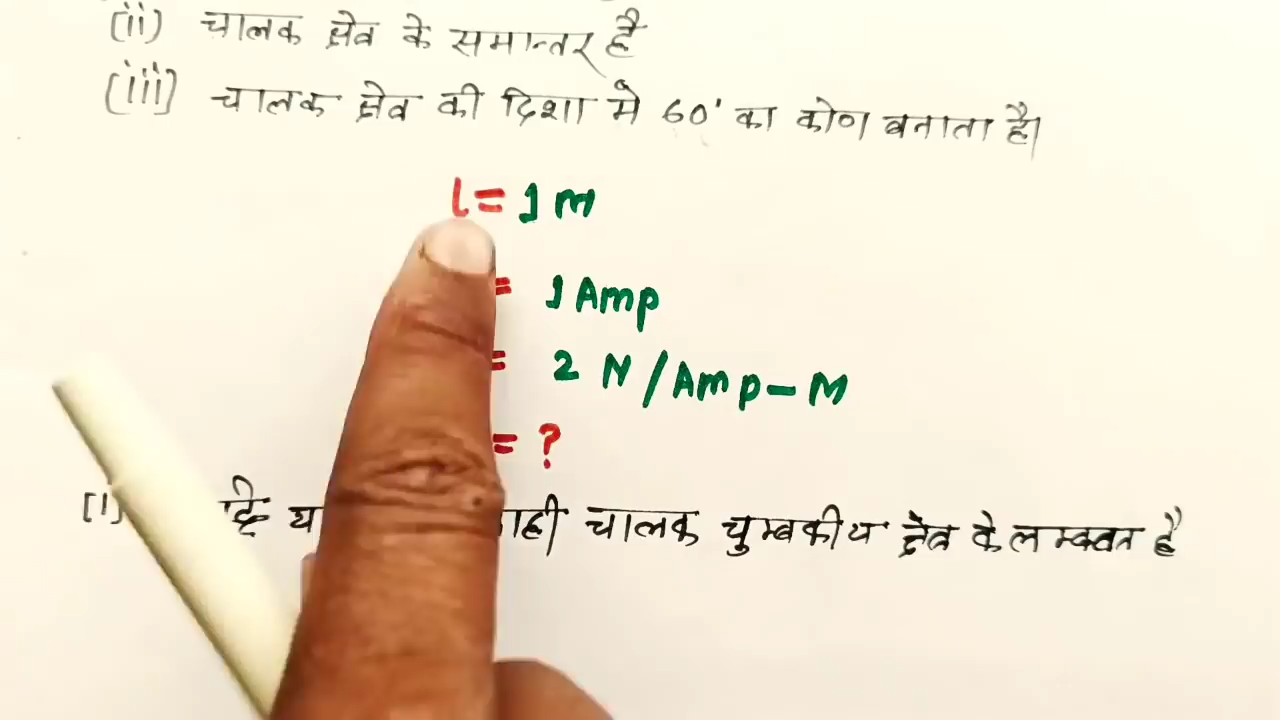 (ii) चालक क्षेत्र के समान्तर है
(iii) चालक क्षेत्र की दिशा मे 60' का कोण बनाता है।
l = 1 M
= 1 Amp
= 2 N/Amp-M
= ?
चालक चुम्बकीय क्षेत्र के लम्बवत है